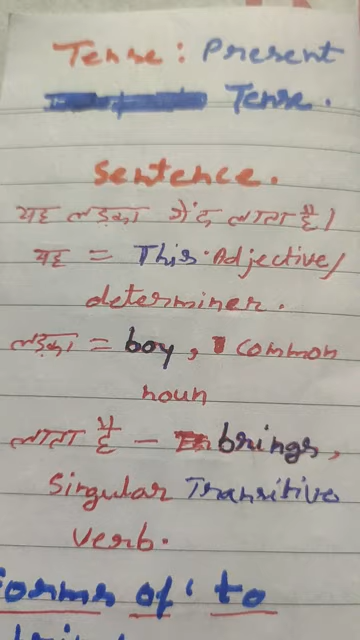 Tense: Present
Tense.
Sentence.
यह लड़का गेंद लाता है।
यह = This. Adjective/
determiner.
लड़का = boy, common
noun
लाता है - brings,
Singular Transitive
verb.
Forms of 'to